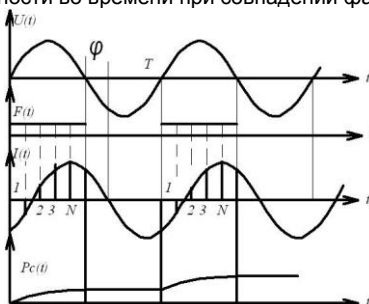 ности во времени при совпадении фа
U(t)
φ
T
t
F(t)
I(t)
1 2 3 N 1 2 3 N
t
Pc(t)
t